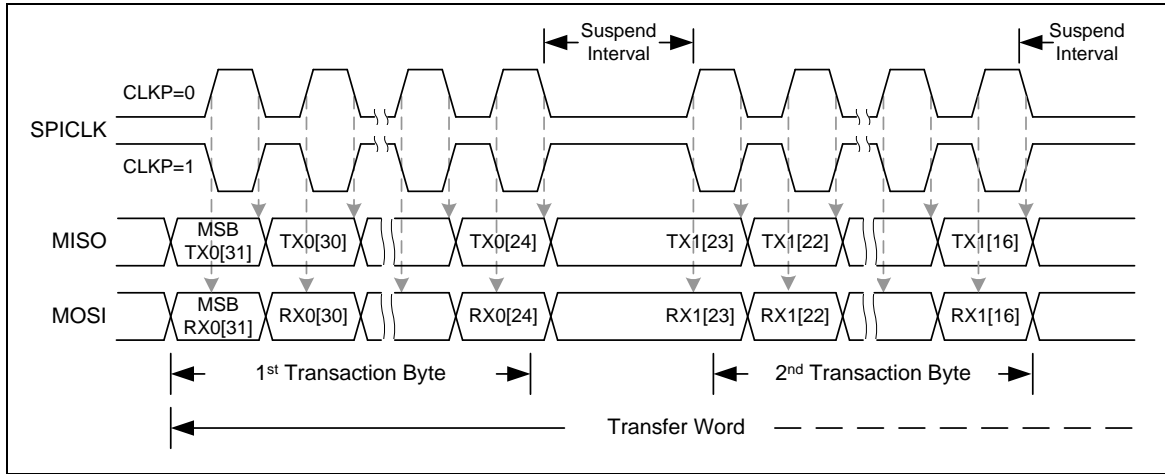 Suspend
Interval
Suspend
Interval
CLKP=0
SPICLK
CLKP=1
MISO
MSB
TX0[31]
TX0[30]
TX0[24]
TX1[23]
TX1[22]
TX1[16]
MOSI
MSB
RX0[31]
RX0[30]
RX0[24]
RX1[23]
RX1[22]
RX1[16]
1st Transaction Byte
2nd Transaction Byte
Transfer Word